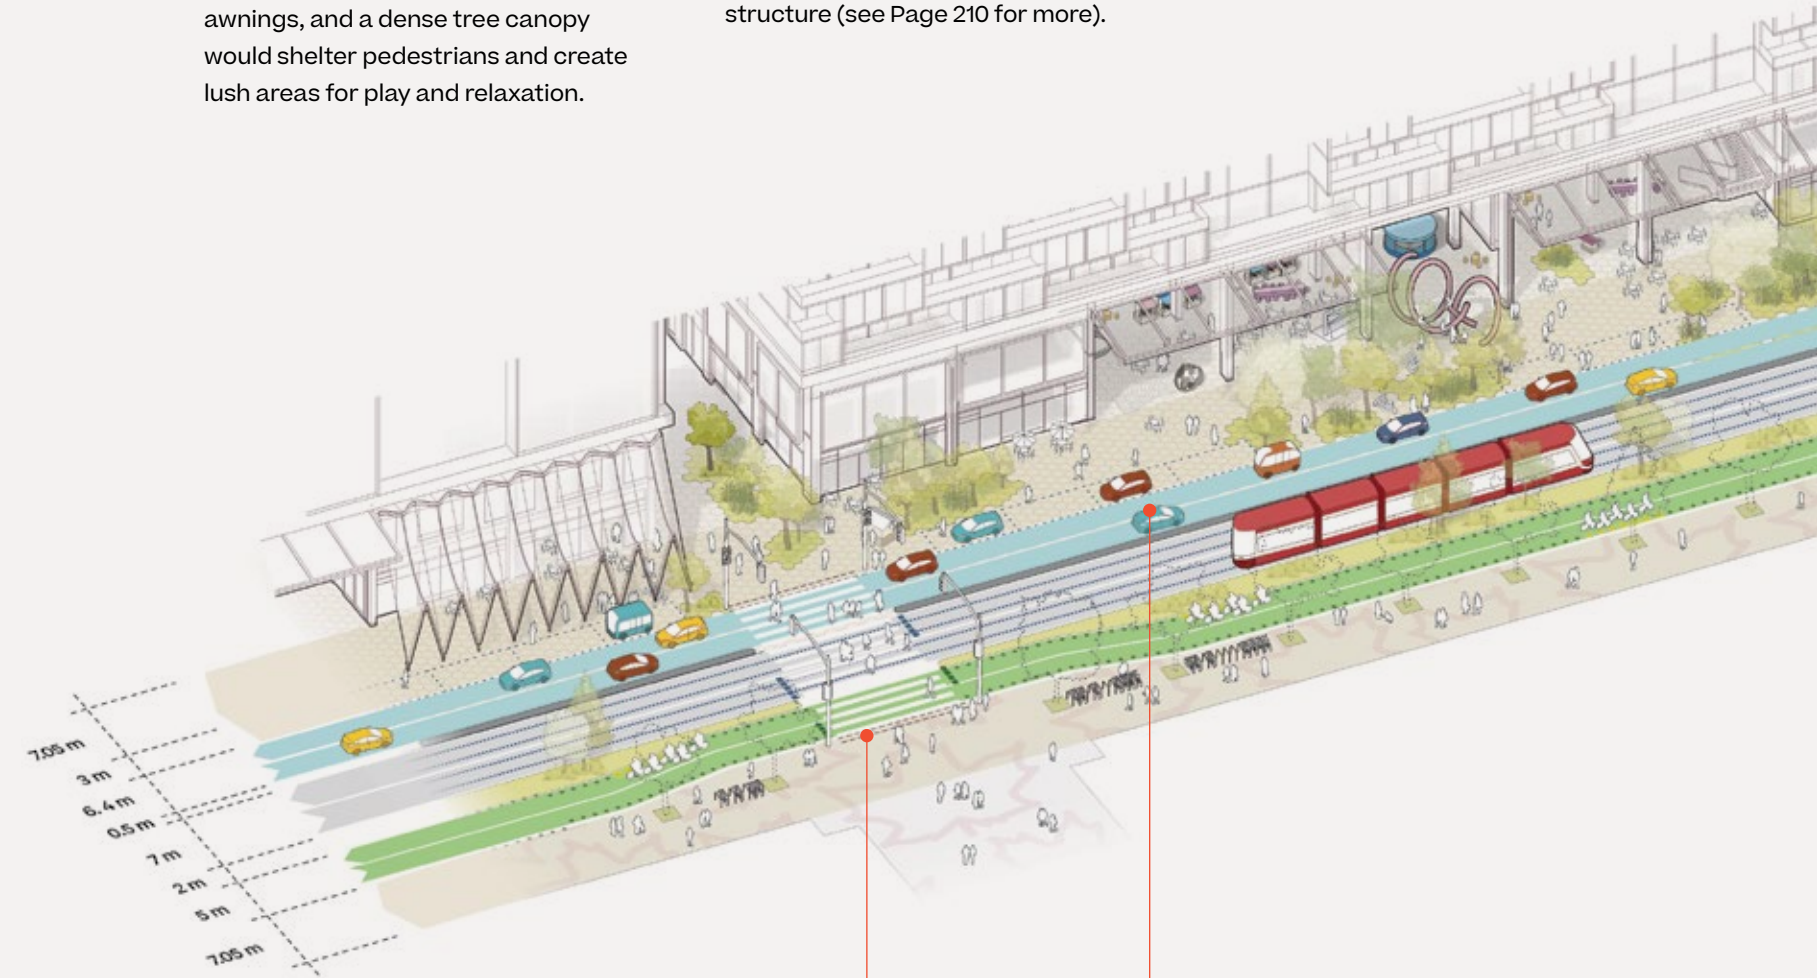 awnings, and a dense tree canopy
would shelter pedestrians and create
lush areas for play and relaxation.
structure (see Page 210 for more).
7.05 m
3 m
6.4 m
0.5 m
7 m
2 m
5 m
7.05 m